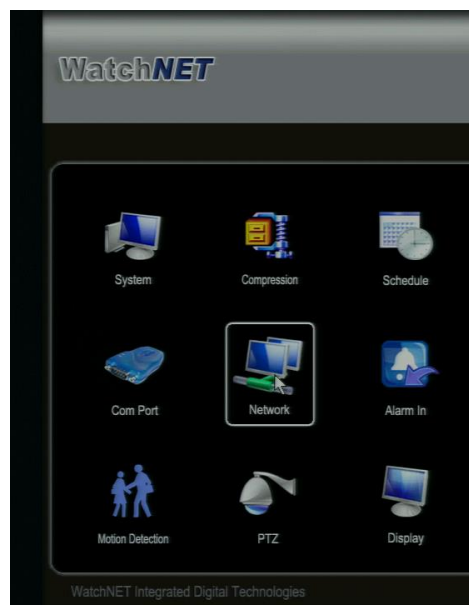 WatchNET
System Compression Schedule
Com Port Network Alarm In
Motion Detection PTZ Display
WatchNET Integrated Digital Technologies